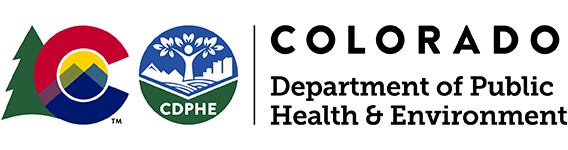 TM
CDPHE
COLORADO
Department of Public
Health & Environment